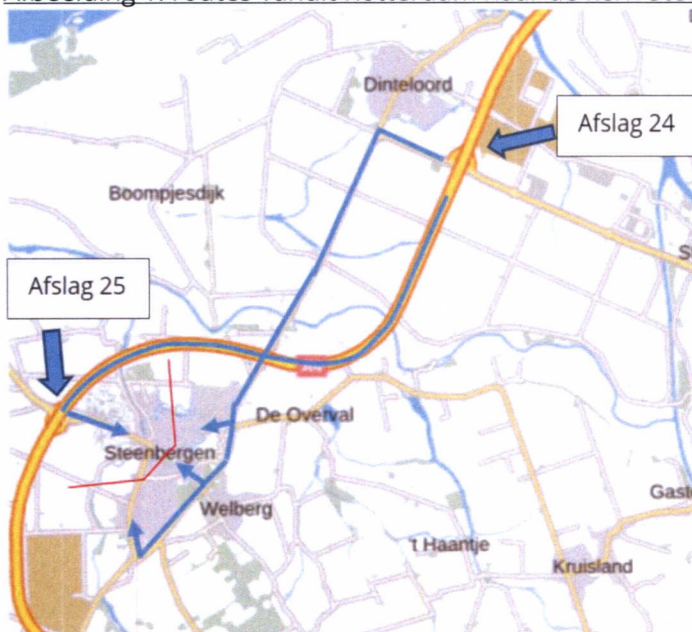 Dinteloord
Afslag 24
Boompjesdijk
Afslag 25
De Overval
Steenbergen
Welberg
't Haantje
Kruisland